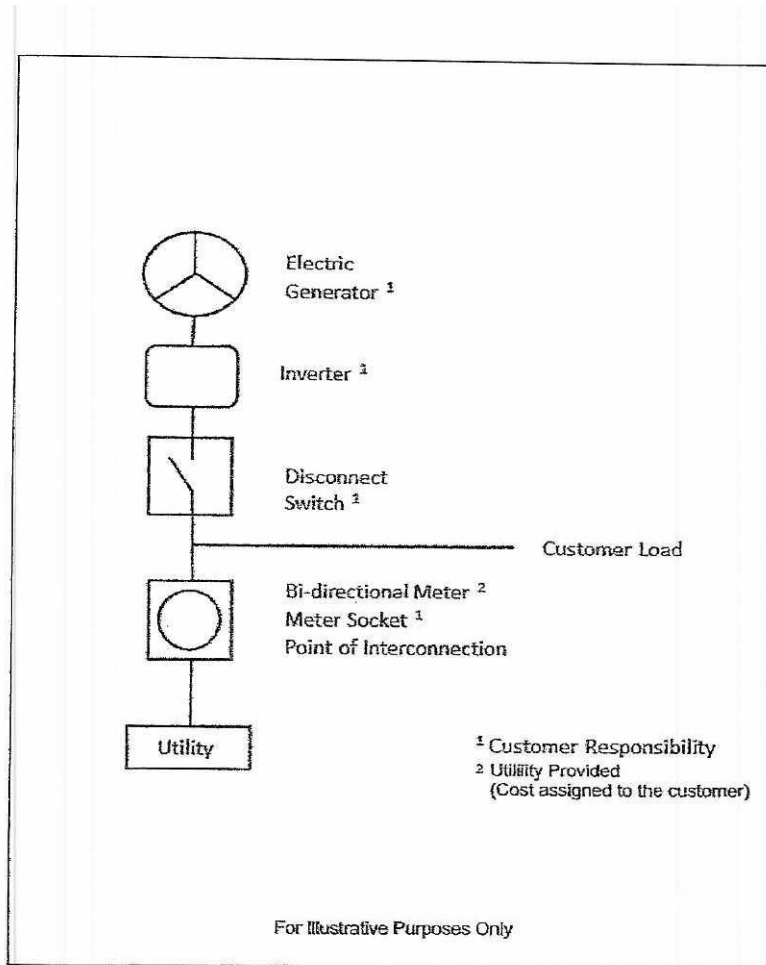 Electric
Generator ¹
Inverter ¹
Disconnect
Switch ¹
Customer Load
Bi-directional Meter ²
Meter Socket ¹
Point of Interconnection
Utility
¹ Customer Responsibility
² Utility Provided
(Cost assigned to the customer)
For Illustrative Purposes Only